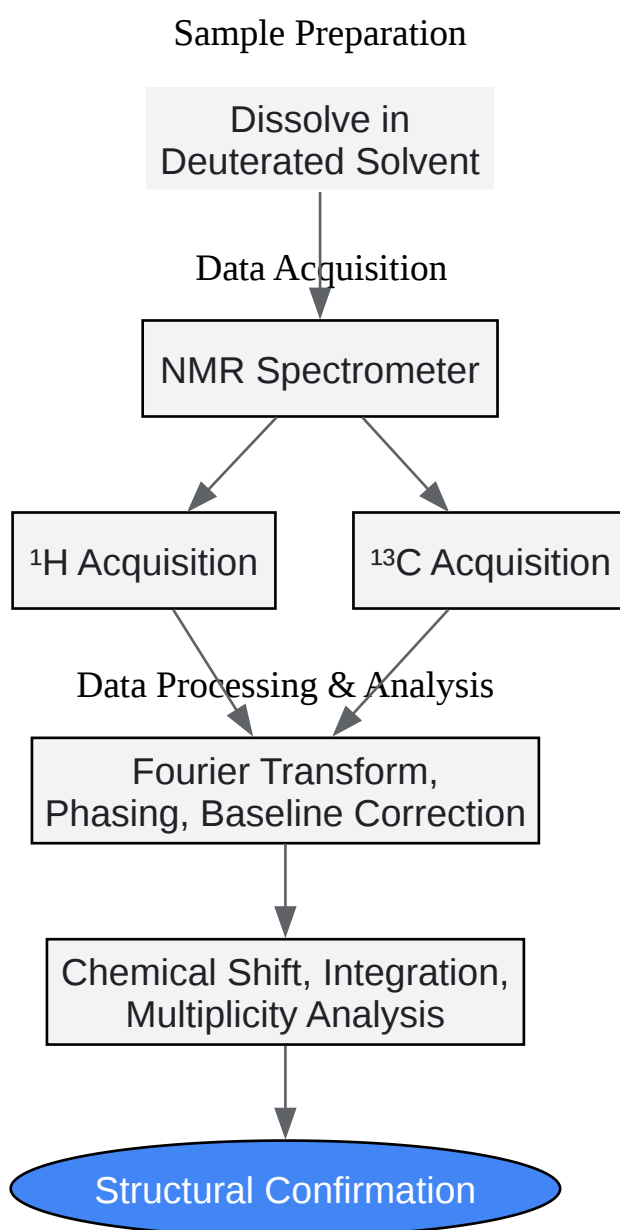 Sample Preparation
Dissolve in
Deuterated Solvent
Data Acquisition
NMR Spectrometer
¹H Acquisition
¹³C Acquisition
Data Processing & Analysis
Fourier Transform,
Phasing, Baseline Correction
Chemical Shift, Integration,
Multiplicity Analysis
Structural Confirmation